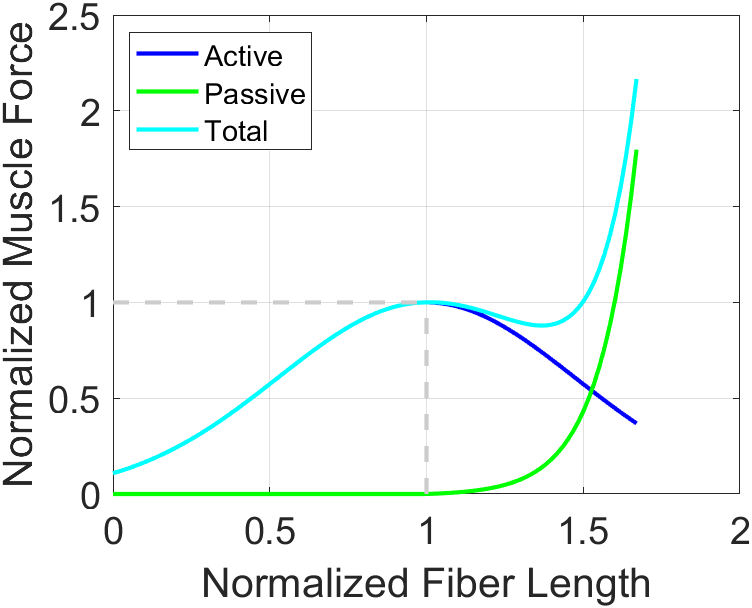 Normalized Muscle Force
2.5
2
1.5
1
0.5
0
Active
Passive
Total
0 0.5 1 1.5 2
Normalized Fiber Length